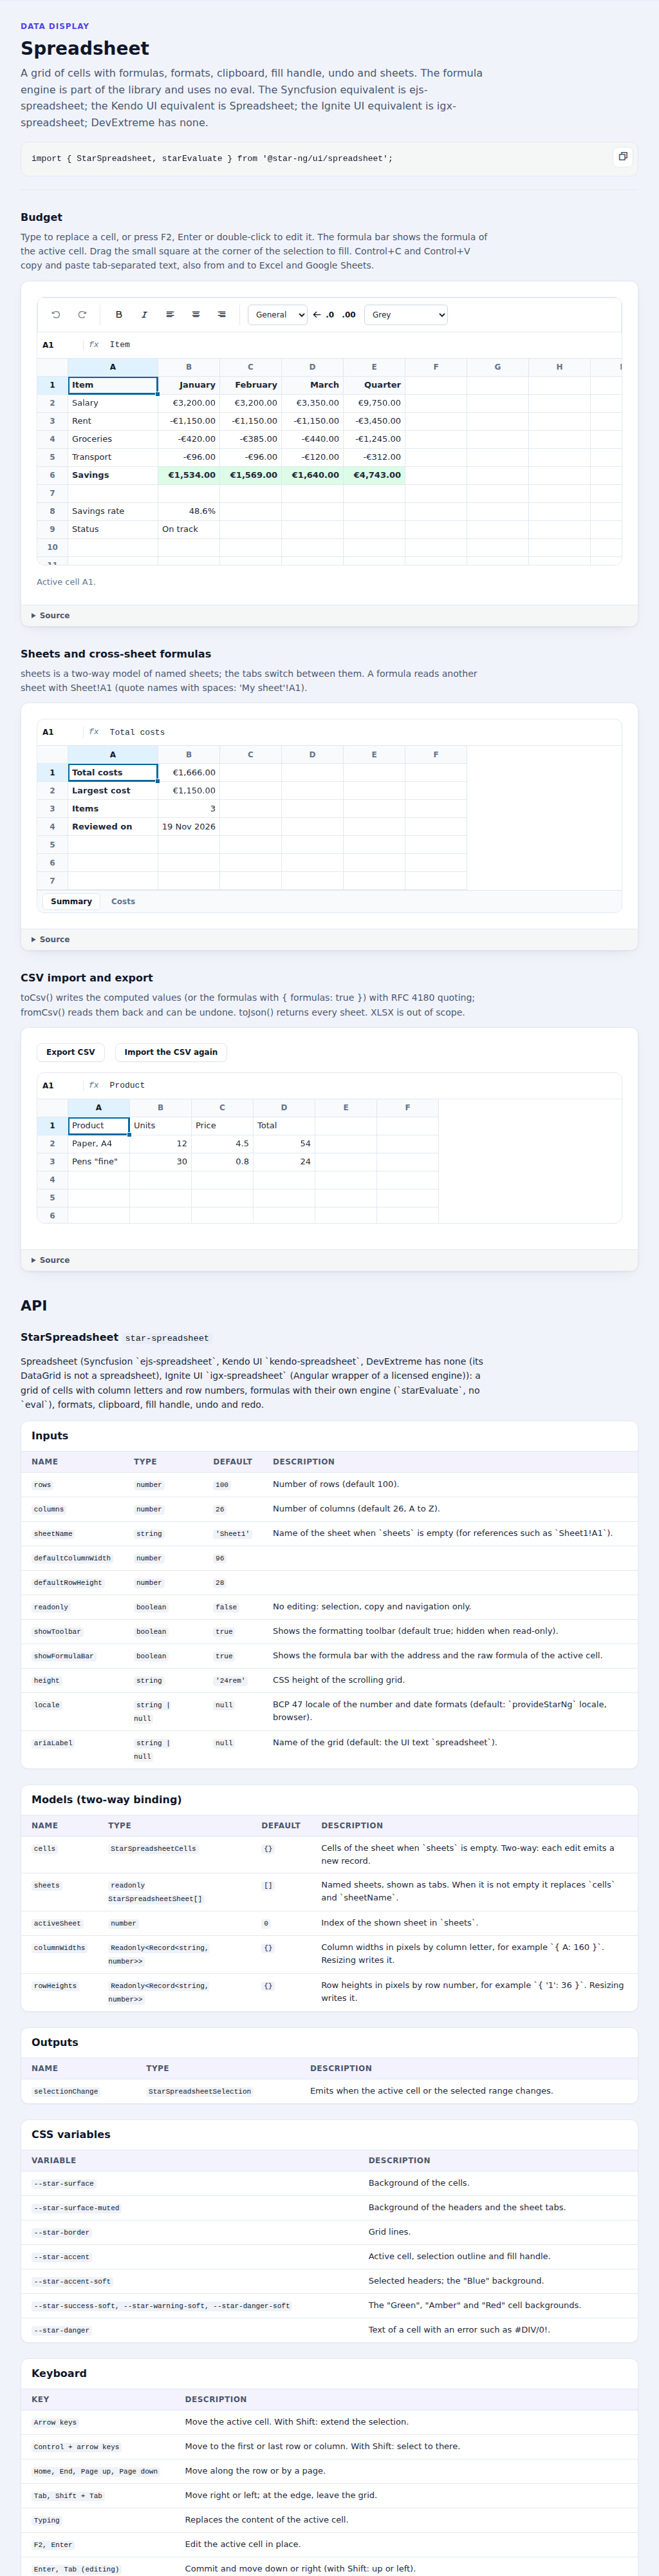 DATA DISPLAY
Spreadsheet
A grid of cells with formulas, formats, clipboard, fill handle, undo and sheets. The formula
engine is part of the library and uses no eval. The Syncfusion equivalent is ejs-
spreadsheet; the Kendo UI equivalent is Spreadsheet; the Ignite UI equivalent is igx-
spreadsheet; DevExtreme has none.
import { StarSpreadsheet, starEvaluate } from '@star-ng/ui/spreadsheet';
Budget
Type to replace a cell, or press F2, Enter or double-click to edit it. The formula bar shows the formula of
the active cell. Drag the small square at the corner of the selection to fill. Control+C and Control+V
copy and paste tab-separated text, also from and to Excel and Google Sheets.
B I General .0 .00 Grey
A1 fx Item
A B C D E F G H I
1 Item January February March Quarter
2 Salary €3,200.00 €3,200.00 €3,350.00 €9,750.00
3 Rent -€1,150.00 -€1,150.00 -€1,150.00 -€3,450.00
4 Groceries -€420.00 -€385.00 -€440.00 -€1,245.00
5 Transport -€96.00 -€96.00 -€120.00 -€312.00
6 Savings €1,534.00 €1,569.00 €1,640.00 €4,743.00
7
8 Savings rate 48.6%
9 Status On track
10
11
Active cell A1.
Source
Sheets and cross-sheet formulas
sheets is a two-way model of named sheets; the tabs switch between them. A formula reads another
sheet with Sheet!A1 (quote names with spaces: 'My sheet'!A1).
A1 fx Total costs
A B C D E F
1 Total costs €1,666.00
2 Largest cost €1,150.00
3 Items 3
4 Reviewed on 19 Nov 2026
5
6
7
Summary Costs
Source
CSV import and export
toCsv() writes the computed values (or the formulas with { formulas: true }) with RFC 4180 quoting;
fromCsv() reads them back and can be undone. toJson() returns every sheet. XLSX is out of scope.
Export CSV Import the CSV again
A1 fx Product
A B C D E F
1 Product Units Price Total
2 Paper, A4 12 4.5 54
3 Pens "fine" 30 0.8 24
4
5
6
Source
API
StarSpreadsheet star-spreadsheet
Spreadsheet (Syncfusion `ejs-spreadsheet`, Kendo UI `kendo-spreadsheet`, DevExtreme has none (its
DataGrid is not a spreadsheet), Ignite UI `igx-spreadsheet` (Angular wrapper of a licensed engine)): a
grid of cells with column letters and row numbers, formulas with their own engine (`starEvaluate`, no
`eval`), formats, clipboard, fill handle, undo and redo.
Inputs
NAME TYPE DEFAULT DESCRIPTION
rows number 100 Number of rows (default 100).
columns number 26 Number of columns (default 26, A to Z).
sheetName string 'Sheet1' Name of the sheet when `sheets` is empty (for references such as `Sheet1!A1`).
defaultColumnWidth number 96
defaultRowHeight number 28
readonly boolean false No editing: selection, copy and navigation only.
showToolbar boolean true Shows the formatting toolbar (default true; hidden when read-only).
showFormulaBar boolean true Shows the formula bar with the address and the raw formula of the active cell.
height string '24rem' CSS height of the scrolling grid.
locale string | null null BCP 47 locale of the number and date formats (default: `provideStarNg` locale,
browser).
ariaLabel string | null null Name of the grid (default: the UI text `spreadsheet`).
Models (two-way binding)
NAME TYPE DEFAULT DESCRIPTION
cells StarSpreadsheetCells {} Cells of the sheet when `sheets` is empty. Two-way: each edit emits a
new record.
sheets readonly StarSpreadsheetSheet[] [] Named sheets, shown as tabs. When it is not empty it replaces `cells`
and `sheetName`.
activeSheet number 0 Index of the shown sheet in `sheets`.
columnWidths Readonly<Record<string, number>> {} Column widths in pixels by column letter, for example `{ A: 160 }`.
Resizing writes it.
rowHeights Readonly<Record<string, number>> {} Row heights in pixels by row number, for example `{ '1': 36 }`. Resizing
writes it.
Outputs
NAME TYPE DESCRIPTION
selectionChange StarSpreadsheetSelection Emits when the active cell or the selected range changes.
CSS variables
VARIABLE DESCRIPTION
--star-surface Background of the cells.
--star-surface-muted Background of the headers and the sheet tabs.
--star-border Grid lines.
--star-accent Active cell, selection outline and fill handle.
--star-accent-soft Selected headers; the "Blue" background.
--star-success-soft, --star-warning-soft, --star-danger-soft The "Green", "Amber" and "Red" cell backgrounds.
--star-danger Text of a cell with an error such as #DIV/0!.
Keyboard
KEY DESCRIPTION
Arrow keys Move the active cell. With Shift: extend the selection.
Control + arrow keys Move to the first or last row or column. With Shift: select to there.
Home, End, Page up, Page down Move along the row or by a page.
Tab, Shift + Tab Move right or left; at the edge, leave the grid.
Typing Replaces the content of the active cell.
F2, Enter Edit the active cell in place.
Enter, Tab (editing) Commit and move down or right (with Shift: up or left).